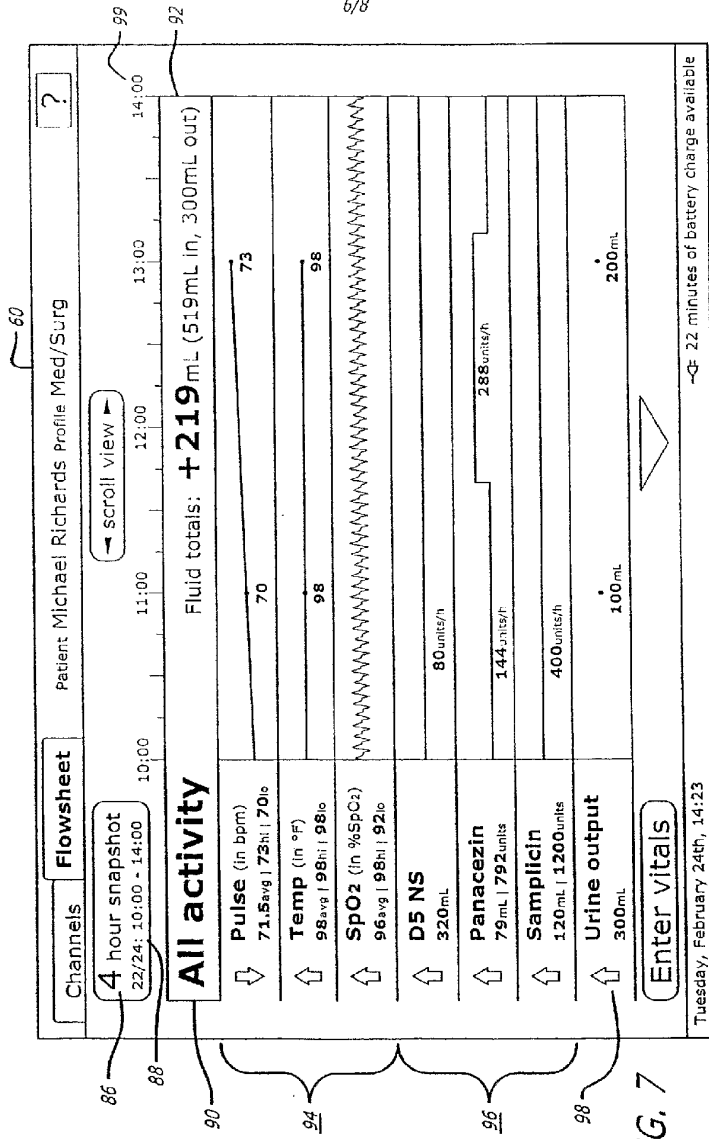 6/8
60
Channels Flowsheet Patient Michael Richards Profile Med/Surg ?
86
4 hour snapshot
22/24: 10:00 - 14:00
88
◄ scroll view ►
10:00 11:00 12:00 13:00 14:00
99
90
All activity Fluid totals: +219mL (519mL in, 300mL out)
92
94
Pulse (in bpm)
71.5avg | 73hi | 70lo
70 73
Temp (in °F)
98avg | 98hi | 98lo
98 98
SpO2 (in %SpO2)
96avg | 98hi | 92lo
96
D5 NS
320mL
80units/h
Panacezin
79mL | 792units
144units/h 288units/h
Samplicin
120mL | 1200units
400units/h
98
Urine output
300mL
100mL 200mL
Enter vitals
Tuesday, February 24th, 14:23 22 minutes of battery charge available
G. 7